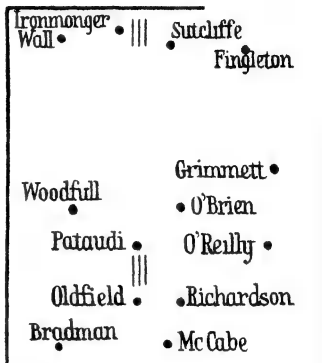 Ironmonger
Wall
Sutcliffe
Fingleton
Grimmett
Woodfull
O'Brien
Pataudi
O'Reilly
Oldfield
Richardson
Bradman
McCabe